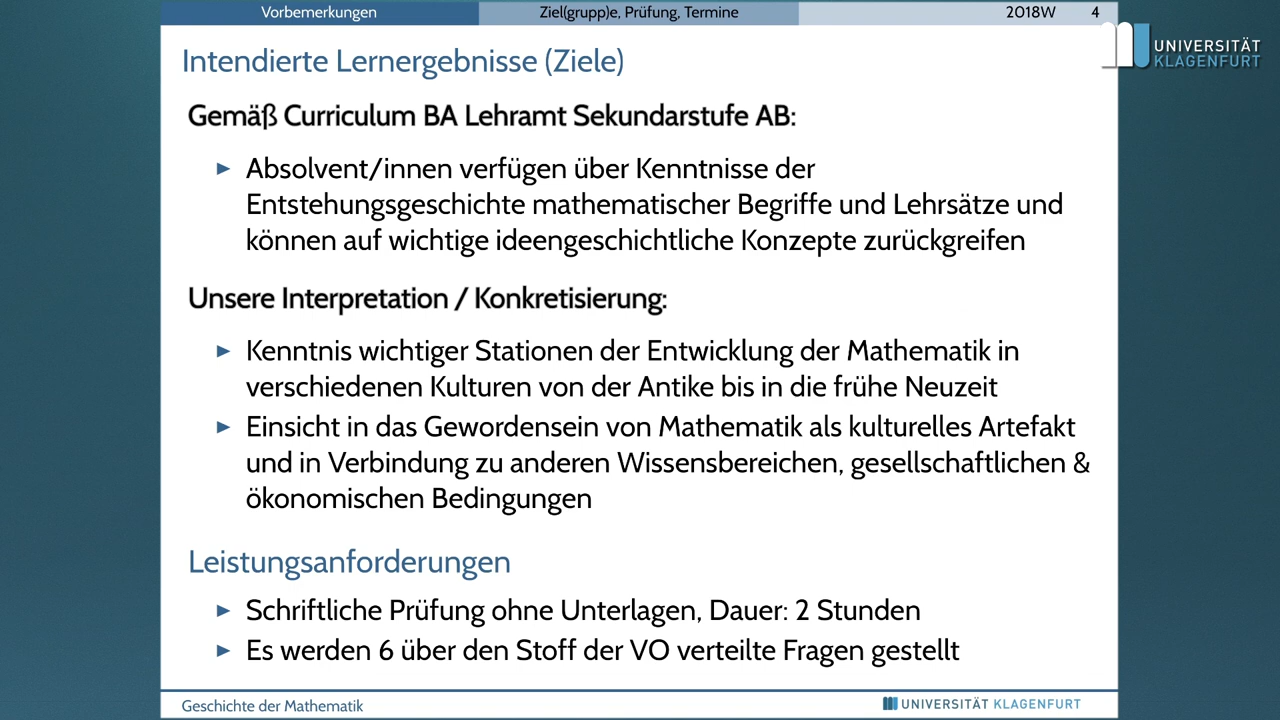 Vorbemerkungen Ziel(grupp)e, Prüfung, Termine 2018W 4
UNIVERSITÄT
KLAGENFURT
Intendierte Lernergebnisse (Ziele)
Gemäß Curriculum BA Lehramt Sekundarstufe AB:
► Absolvent/innen verfügen über Kenntnisse der
Entstehungsgeschichte mathematischer Begriffe und Lehrsätze und
können auf wichtige ideengeschichtliche Konzepte zurückgreifen
Unsere Interpretation / Konkretisierung:
► Kenntnis wichtiger Stationen der Entwicklung der Mathematik in
verschiedenen Kulturen von der Antike bis in die frühe Neuzeit
► Einsicht in das Gewordensein von Mathematik als kulturelles Artefakt
und in Verbindung zu anderen Wissensbereichen, gesellschaftlichen &
ökonomischen Bedingungen
Leistungsanforderungen
► Schriftliche Prüfung ohne Unterlagen, Dauer: 2 Stunden
► Es werden 6 über den Stoff der VO verteilte Fragen gestellt
Geschichte der Mathematik UNIVERSITÄT KLAGENFURT